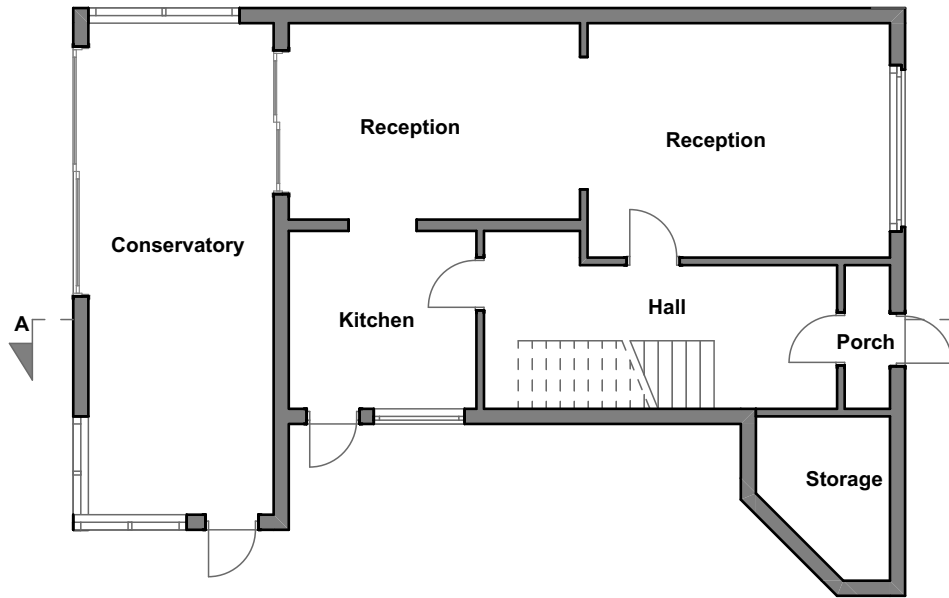 Reception
Reception
Conservatory
Hall
Kitchen
A
Porch
Storage